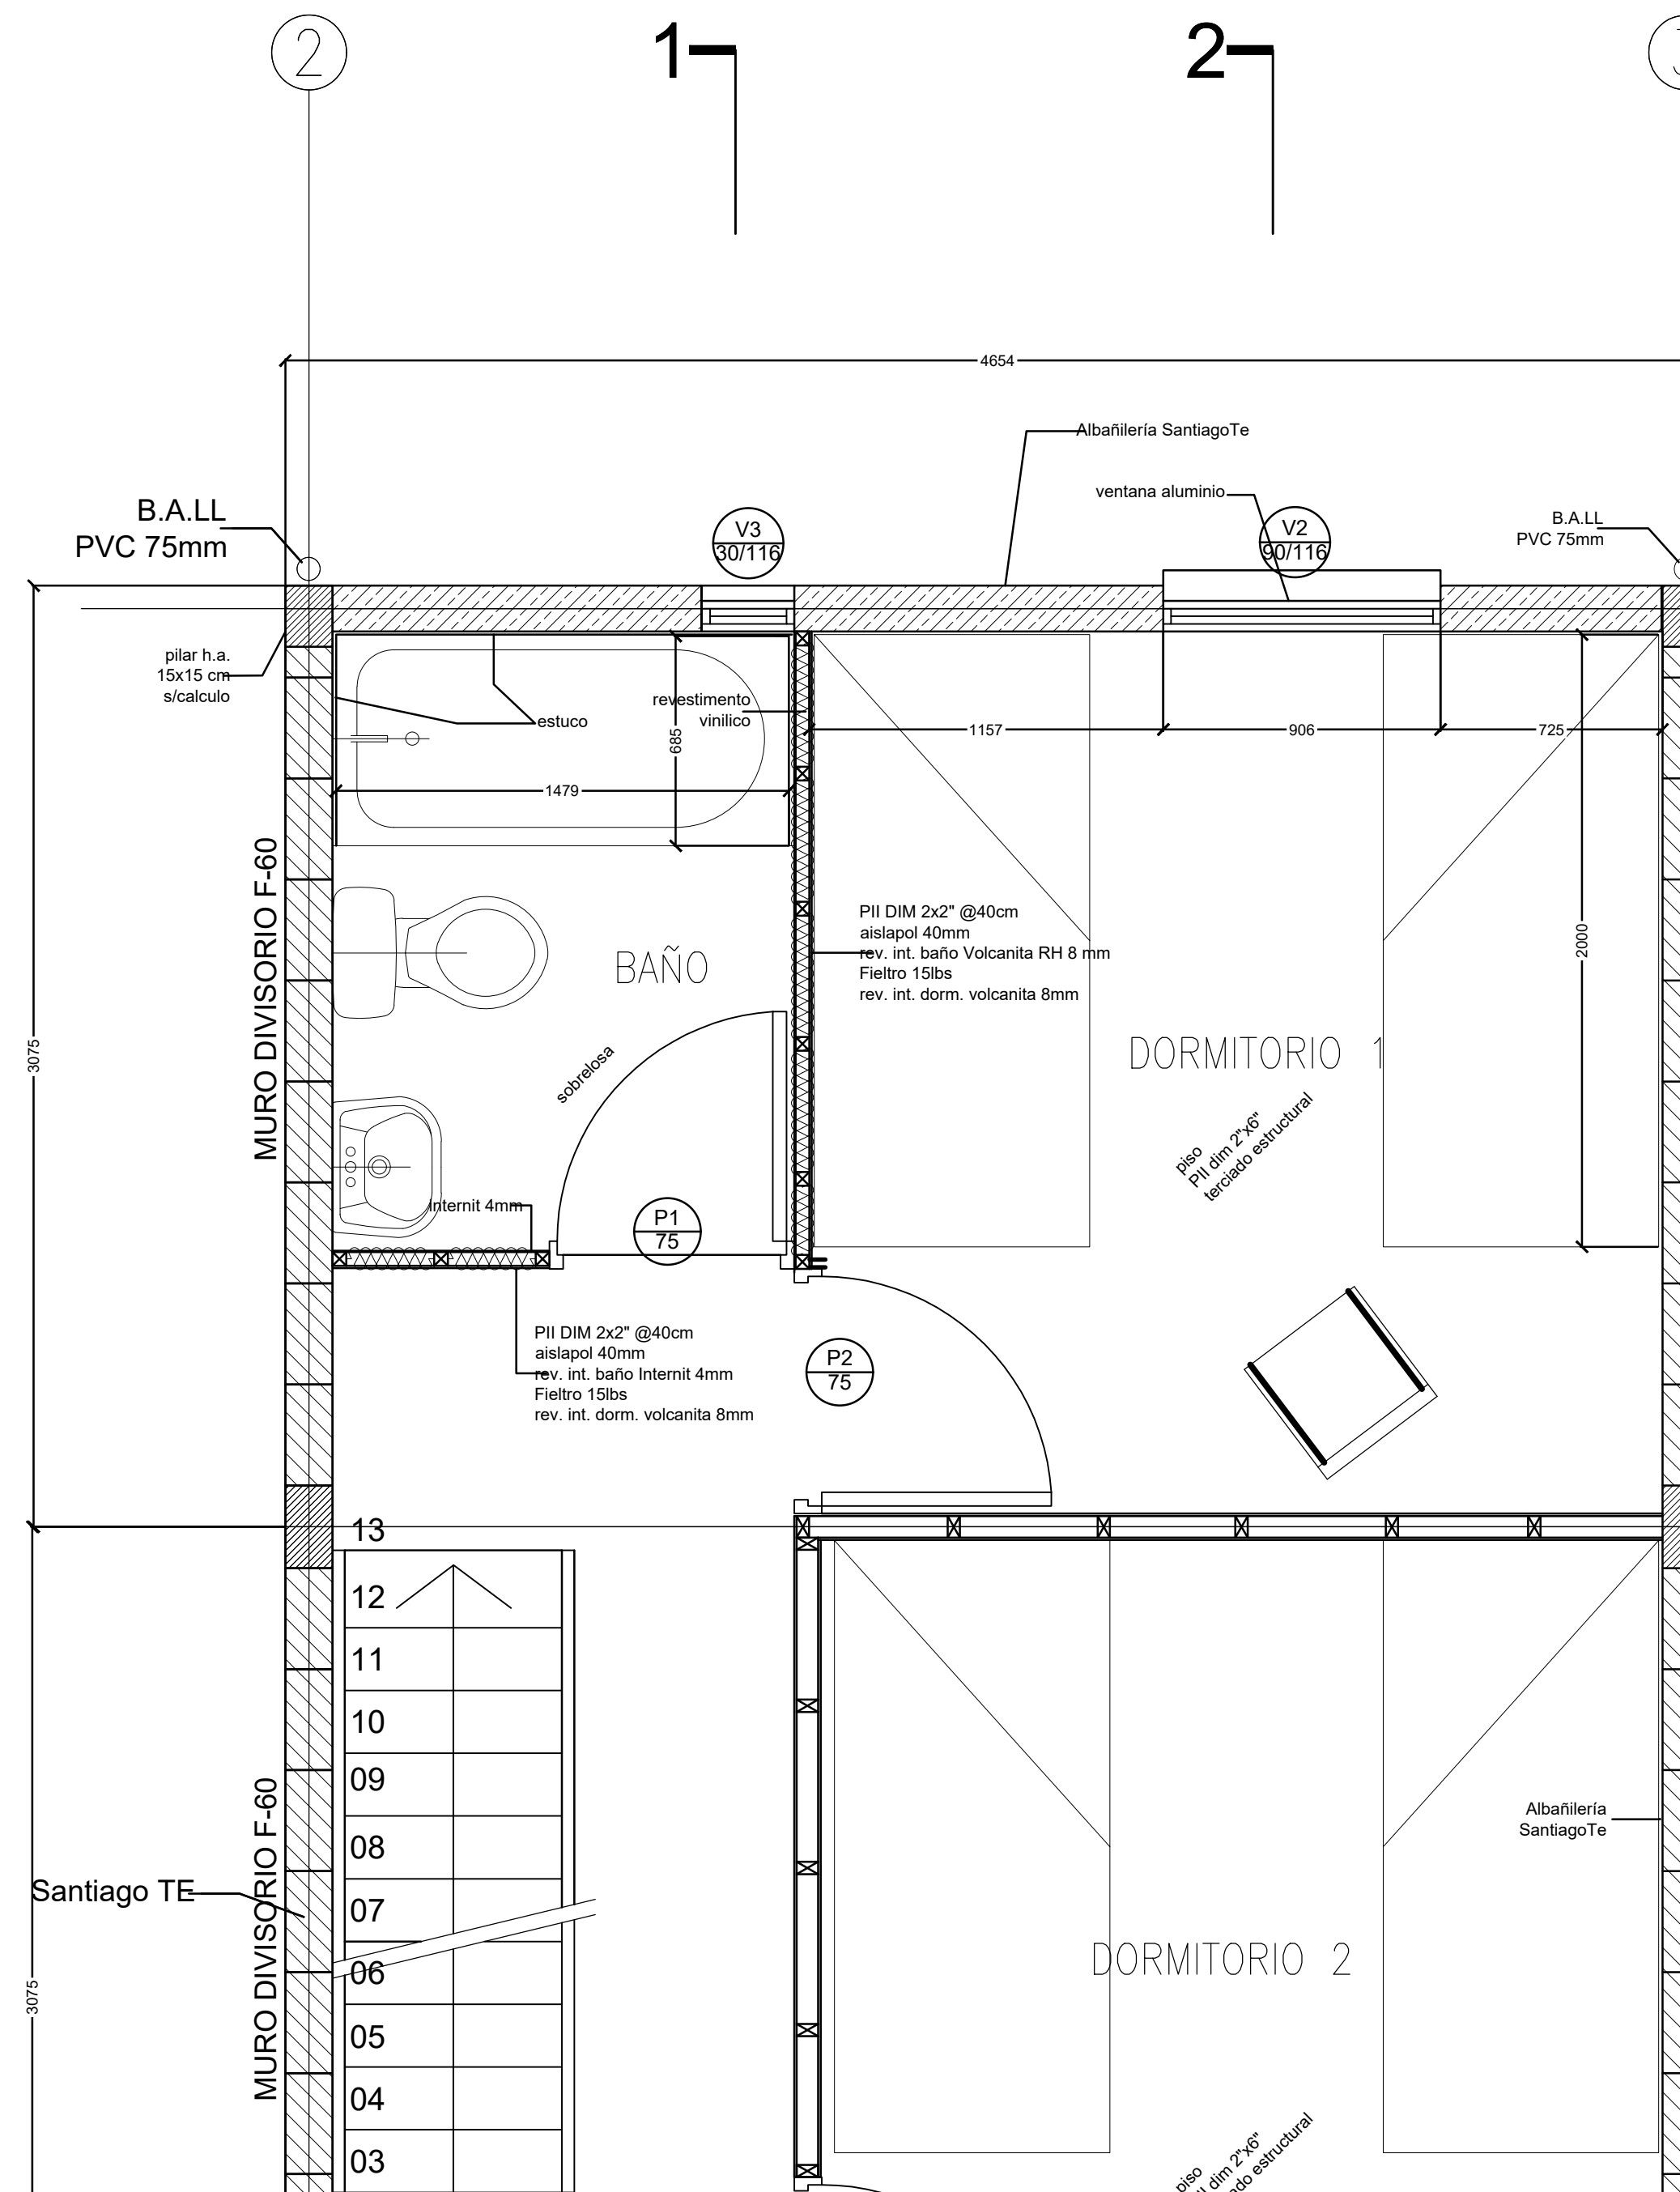 2
1
2
4654
Albañilería SantiagoTe
ventana aluminio
B.A.LL
PVC 75mm
V3
30/116
V2
90/116
B.A.LL
PVC 75mm
pilar h.a.
15x15 cm
s/calculo
estuco
revestimento
vinilico
685
1479
1157
906
725
2000
3075
MURO DIVISORIO F-60
BAÑO
PII DIM 2x2" @40cm
aislapol 40mm
rev. int. baño Volcanita RH 8 mm
Fieltro 15lbs
rev. int. dorm. volcanita 8mm
DORMITORIO 1
sobrelosa
piso
PII dim 2"x6"
terciado estructural
Internit 4mm
P1
75
PII DIM 2x2" @40cm
aislapol 40mm
rev. int. baño Internit 4mm
Fieltro 15lbs
rev. int. dorm. volcanita 8mm
P2
75
13
12
11
10
09
08
07
06
05
04
03
Albañilería
SantiagoTe
Santiago TE
MURO DIVISORIO F-60
3075
DORMITORIO 2
piso
dim 2"x6"
estructural